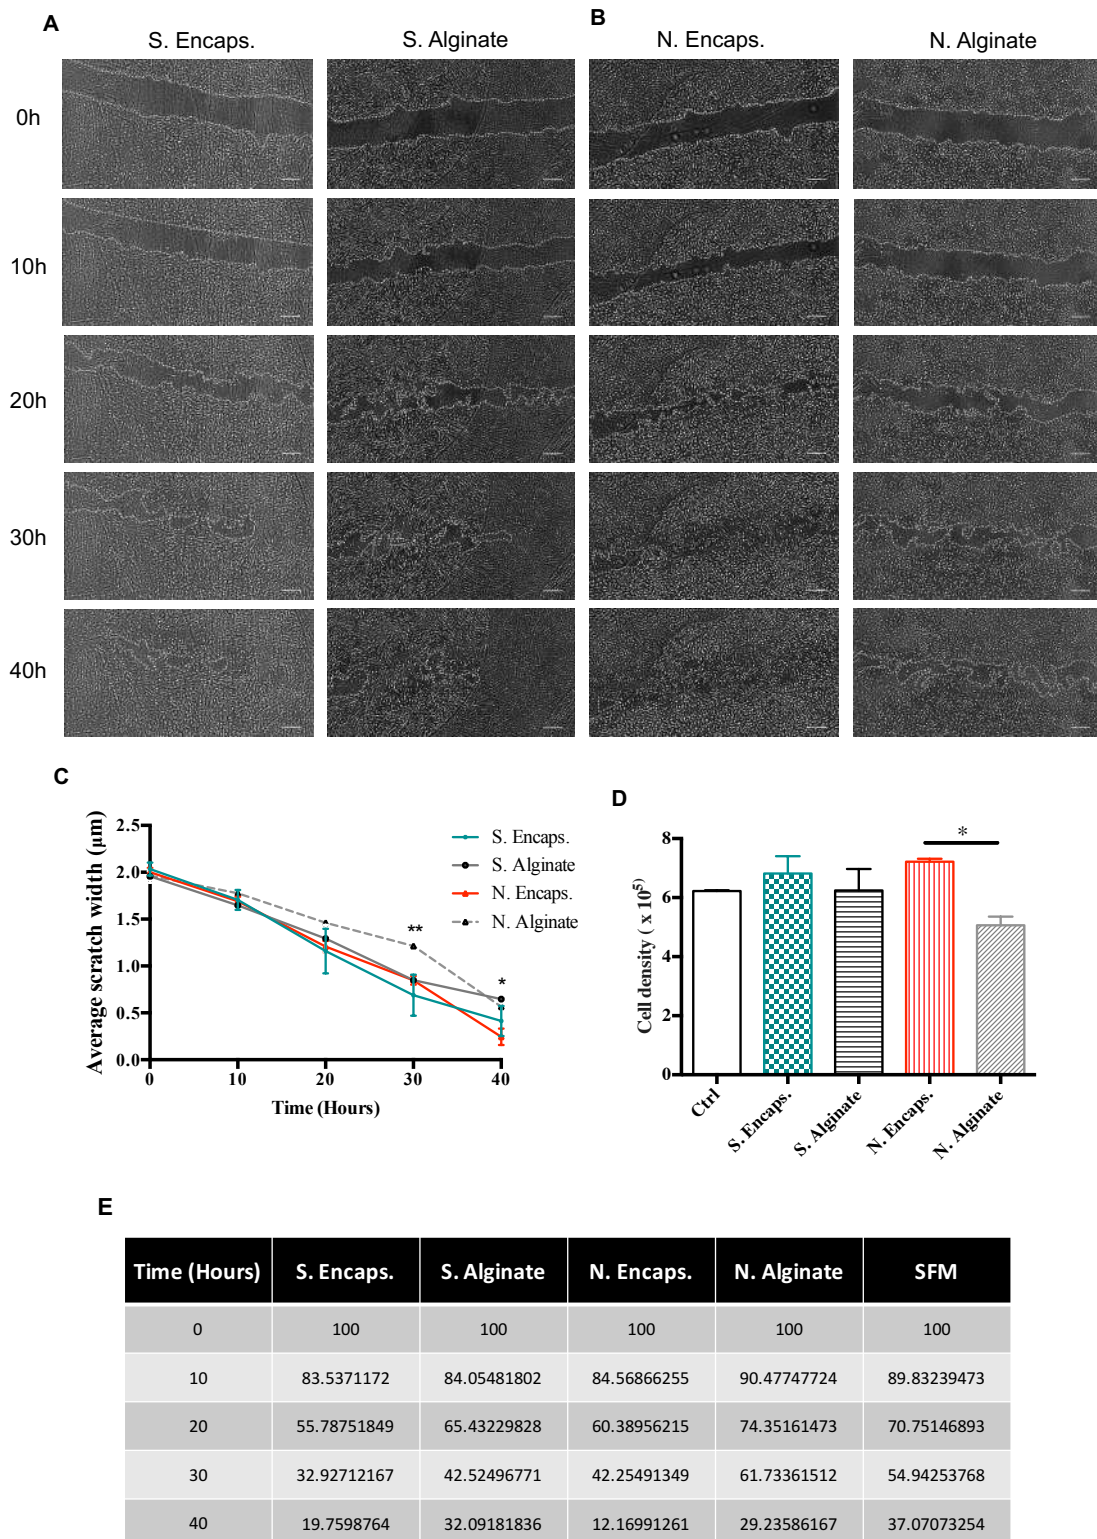 A
B
S. Encaps.
S. Alginate
N. Encaps.
N. Alginate
0h
10h
20h
30h
40h
C
Average scratch width (μm)
2.5
2.0
1.5
1.0
0.5
0.0
0
10
20
30
40
Time (Hours)
**
*
S. Encaps.
S. Alginate
N. Encaps.
N. Alginate
D
Cell density ( x 10⁵⁾
8
6
4
2
0
*
Ctrl
S. Encaps.
S. Alginate
N. Encaps.
N. Alginate
E
Time (Hours) S. Encaps. S. Alginate N. Encaps. N. Alginate SFM
0 100 100 100 100 100
10 83.5371172 84.05481802 84.56866255 90.47747724 89.83239473
20 55.78751849 65.43229828 60.38956215 74.35161473 70.75146893
30 32.92712167 42.52496771 42.25491349 61.73361512 54.94253768
40 19.7598764 32.09181836 12.16991261 29.23586167 37.07073254